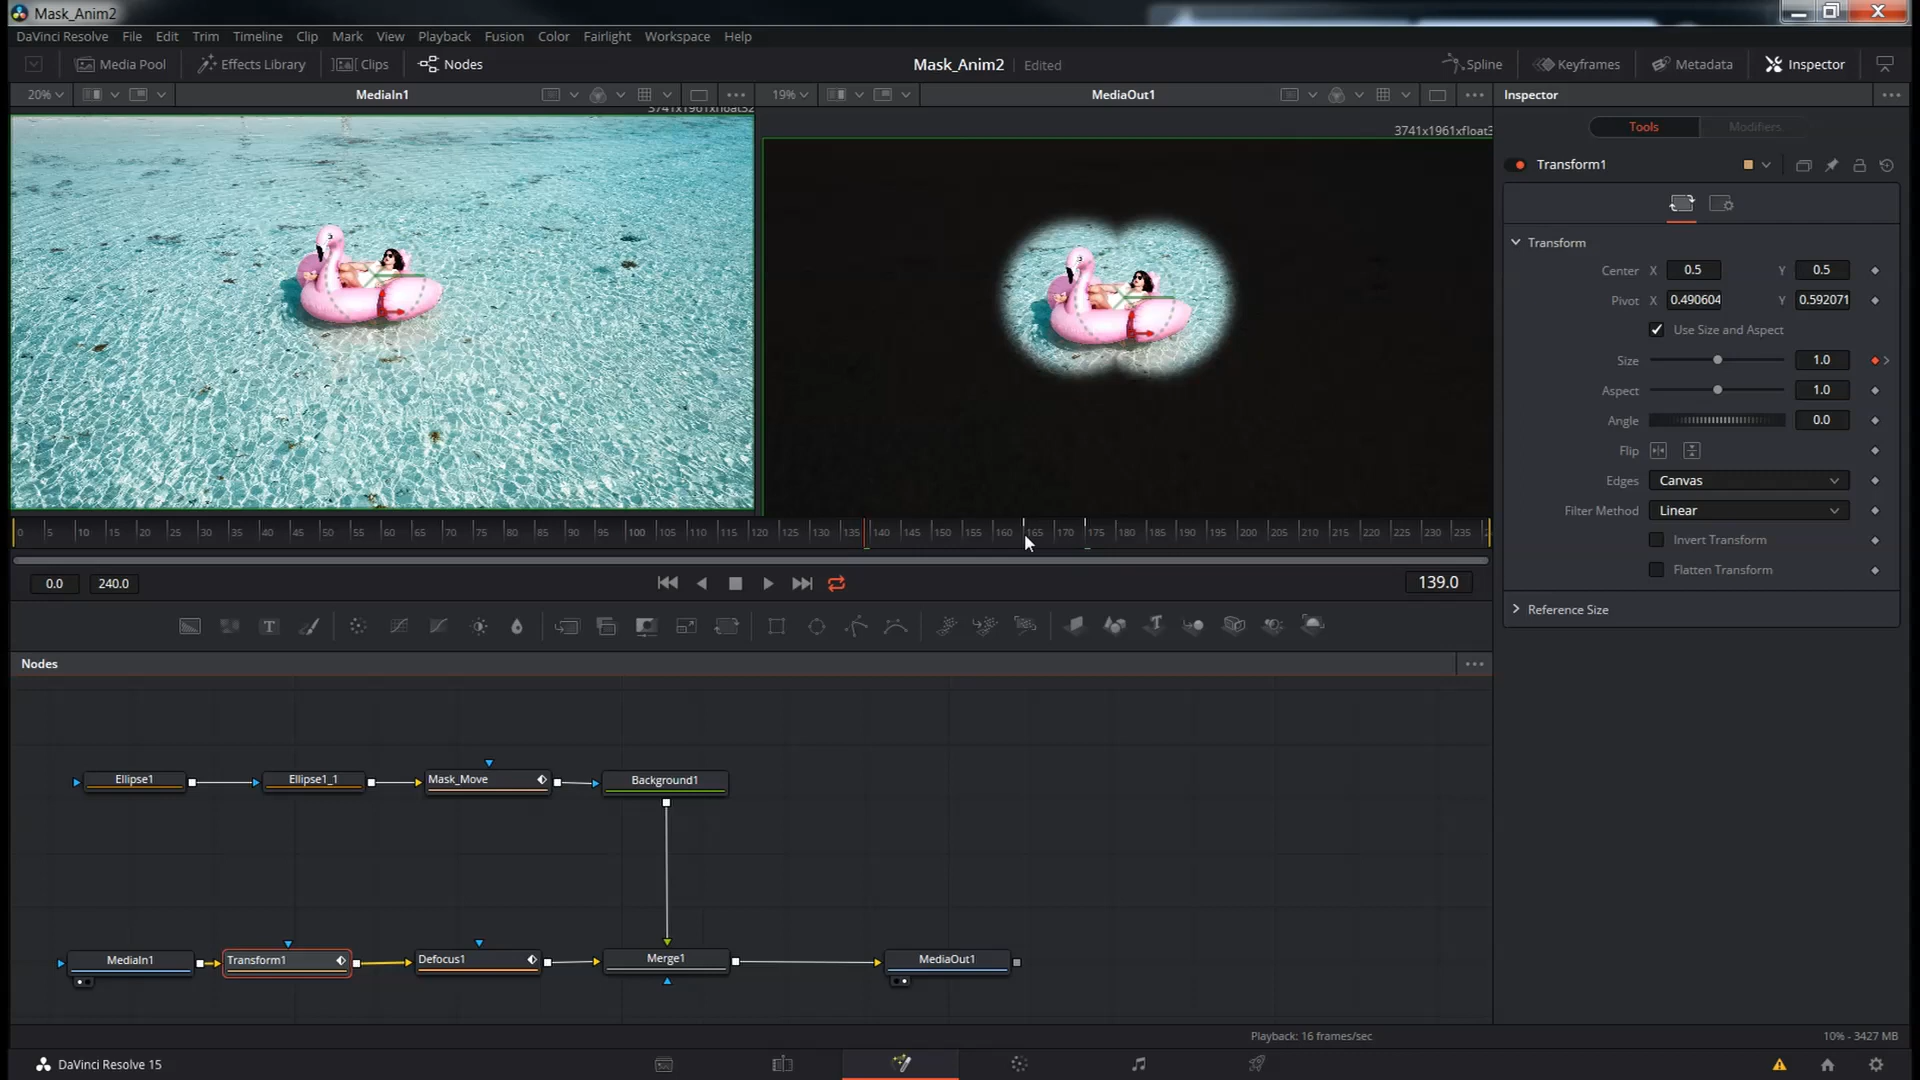 Mask_Anim2
DaVinci Resolve File Edit Trim Timeline Clip Mark View Playback Fusion Color Fairlight Workspace Help
Media Pool Effects Library Clips Nodes Mask_Anim2 Edited Spline Keyframes Metadata Inspector
20% MediaIn1 19% MediaOut1 Inspector
3741x1961xfloat32
3741x1961xfloat3
Tools Modifiers
Transform1
Transform
Center X 0.5 Y 0.5
Pivot X 0.490604 Y 0.592071
Use Size and Aspect
Size 1.0
Aspect 1.0
Angle 0.0
Flip
Edges Canvas
Filter Method Linear
Invert Transform
Flatten Transform
Reference Size
0 5 10 15 20 25 30 35 40 45 50 55 60 65 70 75 80 85 90 95 100 105 110 115 120 125 130 135 140 145 150 155 160 165 170 175 180 185 190 195 200 205 210 215 220 225 230 235
0.0 240.0 139.0
T
Nodes
Ellipse1 Ellipse1_1 Mask_Move Background1
MediaIn1 Transform1 Defocus1 Merge1 MediaOut1
Playback: 16 frames/sec 10% - 3427 MB
DaVinci Resolve 15